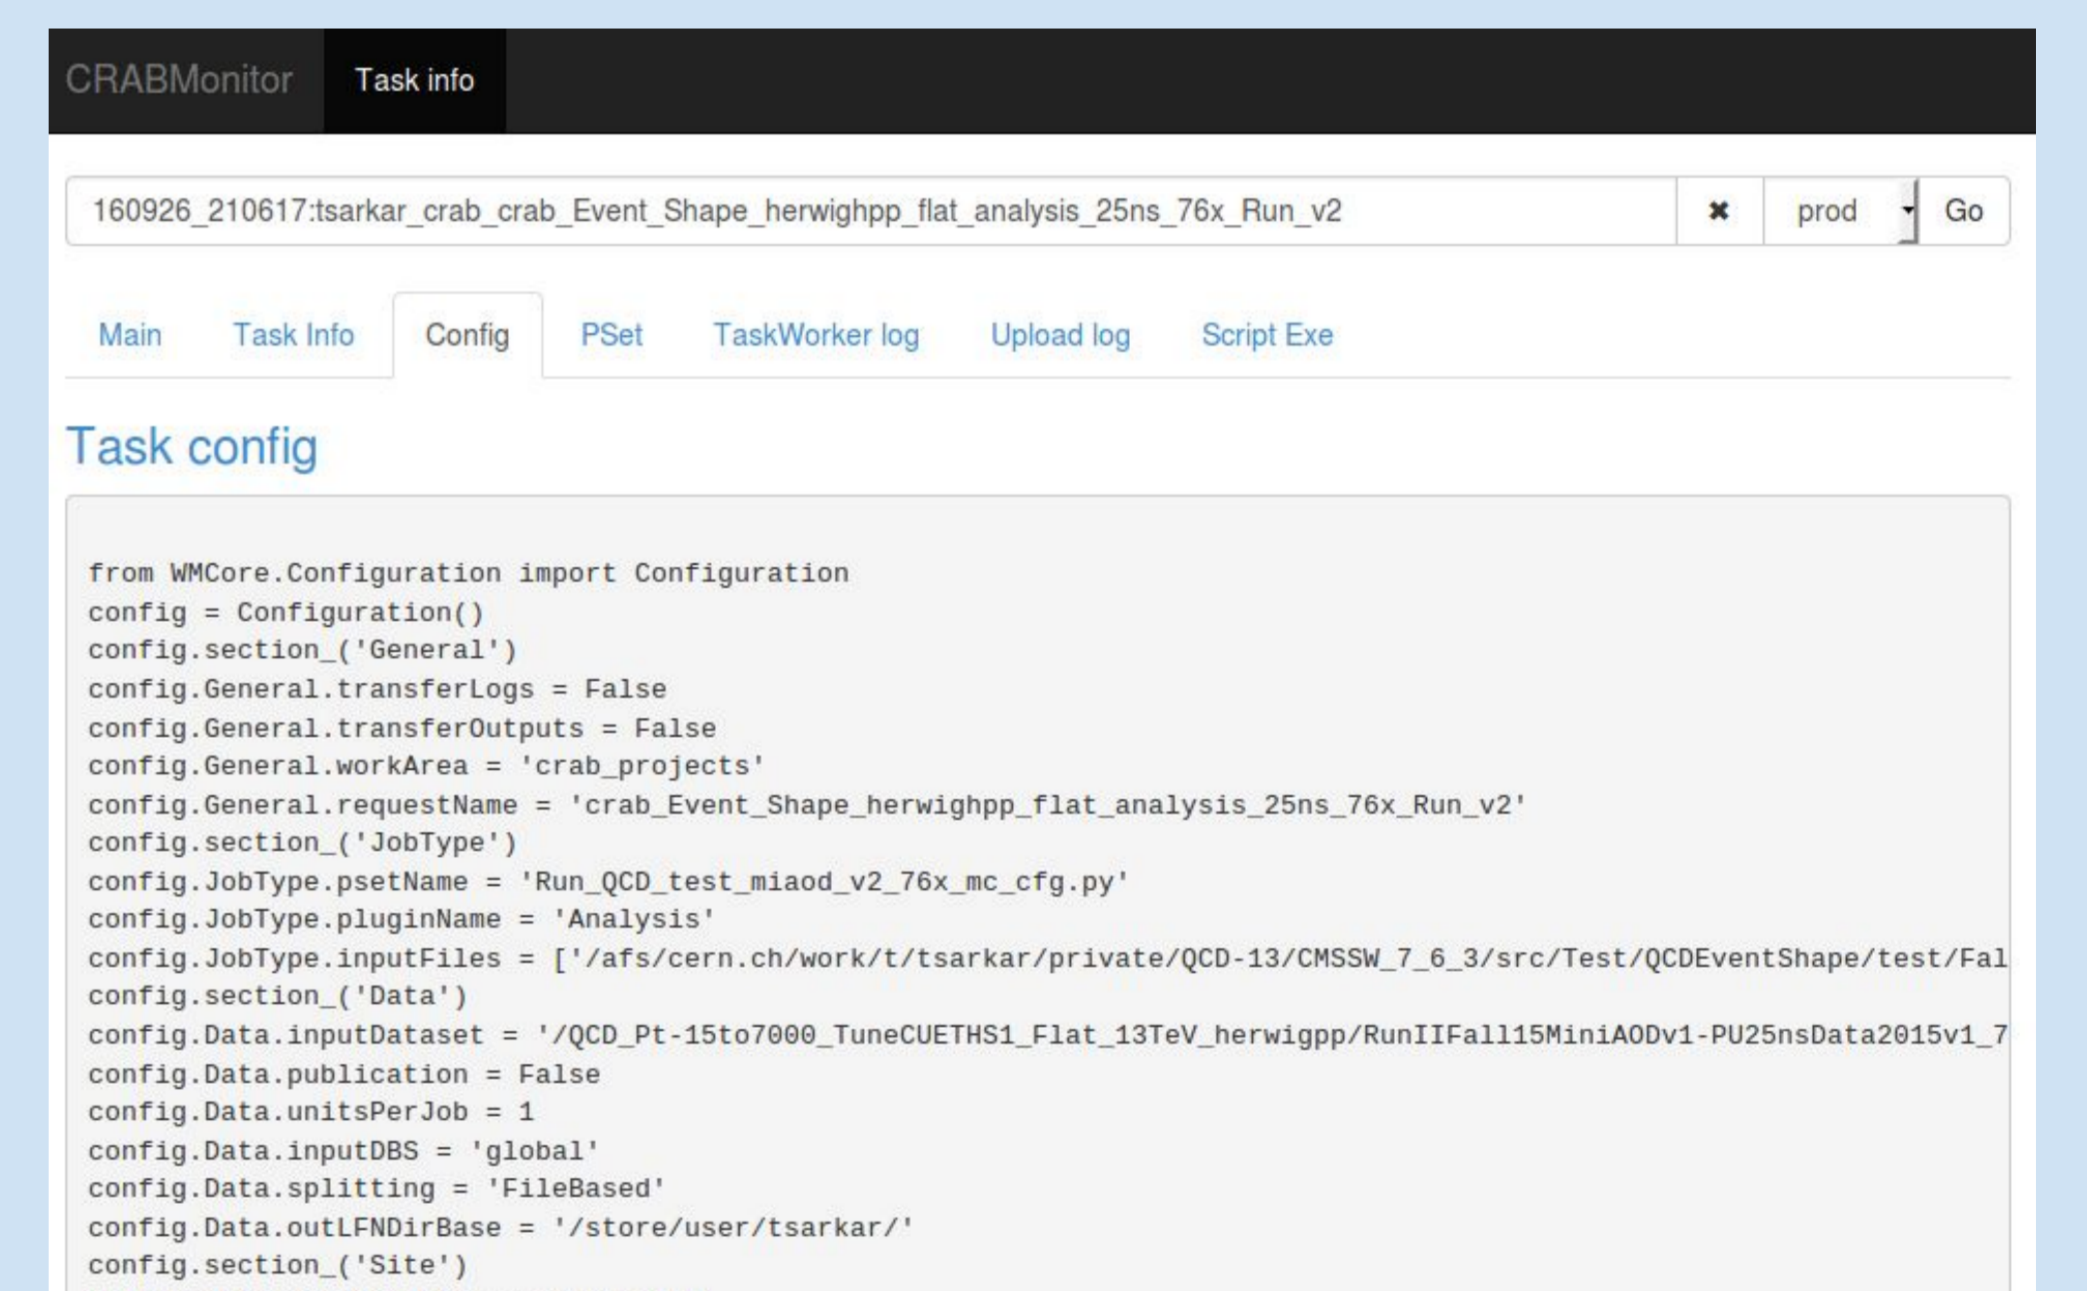 CRABMonitor Task info
160926_210617:tsarkar_crab_crab_Event_Shape_herwighpp_flat_analysis_25ns_76x_Run_v2 ✖ prod Go
Main Task Info Config PSet TaskWorker log Upload log Script Exe
Task config
from WMCore.Configuration import Configuration
config = Configuration()
config.section_('General')
config.General.transferLogs = False
config.General.transferOutputs = False
config.General.workArea = 'crab_projects'
config.General.requestName = 'crab_Event_Shape_herwighpp_flat_analysis_25ns_76x_Run_v2'
config.section_('JobType')
config.JobType.psetName = 'Run_QCD_test_miaod_v2_76x_mc_cfg.py'
config.JobType.pluginName = 'Analysis'
config.JobType.inputFiles = ['/afs/cern.ch/work/t/tsarkar/private/QCD-13/CMSSW_7_6_3/src/Test/QCDEventShape/test/Fal
config.section_('Data')
config.Data.inputDataset = '/QCD_Pt-15to7000_TuneCUETHS1_Flat_13TeV_herwigpp/RunIIFall15MiniAODv1-PU25nsData2015v1_7
config.Data.publication = False
config.Data.unitsPerJob = 1
config.Data.inputDBS = 'global'
config.Data.splitting = 'FileBased'
config.Data.outLFNDirBase = '/store/user/tsarkar/'
config.section_('Site')